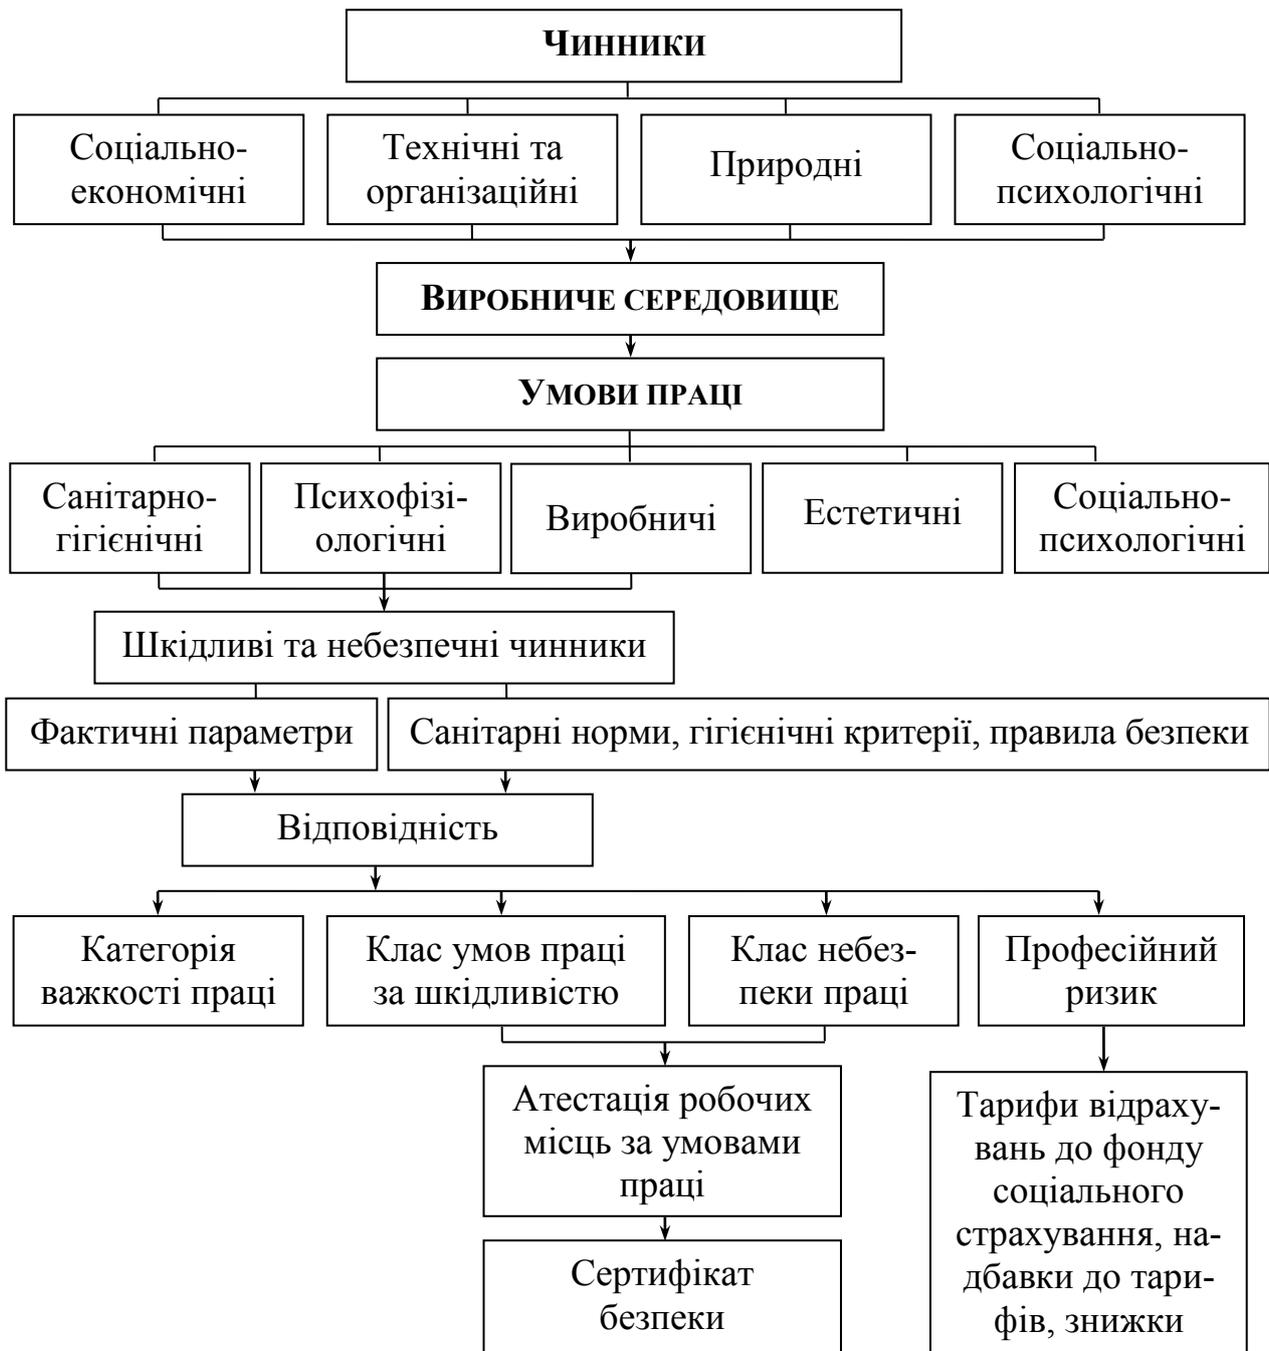 Чинники
Соціально-
економічні
Технічні та
організаційні
Природні
Соціально-
психологічні
Виробниче середовище
Умови праці
Санітарно-
гігієнічні
Психофізі-
ологічні
Виробничі
Естетичні
Соціально-
психологічні
Шкідливі та небезпечні чинники
Фактичні параметри
Санітарні норми, гігієнічні критерії, правила безпеки
Відповідність
Категорія
важкості праці
Клас умов праці
за шкідливістю
Клас небез-
пеки праці
Професійний
ризик
Атестація робочих
місць за умовами
праці
Сертифікат
безпеки
Тарифи відраху-
вань до фонду
соціального
страхування, на-
дбавки до тари-
фів, знижки